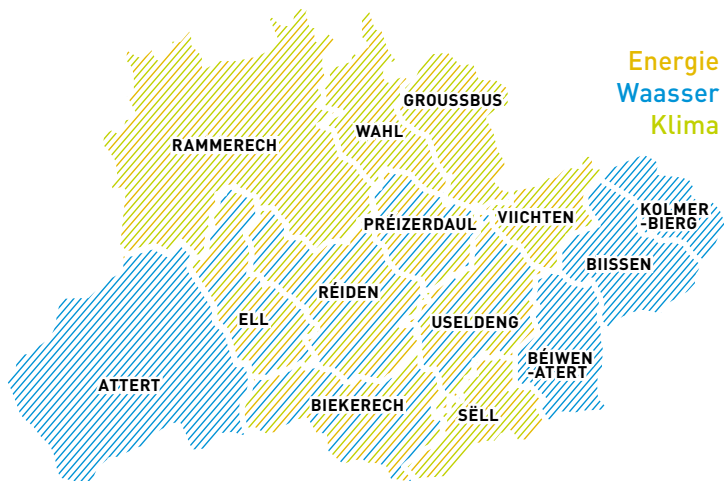 Energie
Waasser
Klima
GROUSSBUS
WAHL
RAMMERECH
KOLMER
-BIERG
VIICHTEN
PRÉIZERDAUL
BIISSEN
RÉIDEN
ELL
USELDENG
BÉIWEN
-ATERT
ATTERT
BIEKERECH
SËLL